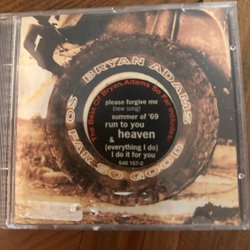 BRYAN ADAMS
SO FAR SO GOOD
The Best Of Bryan Adams So Far Includes
please forgive me
(new song)
summer of '69
run to you
heaven
&
(everything I do)
I do it for you
540 157-2